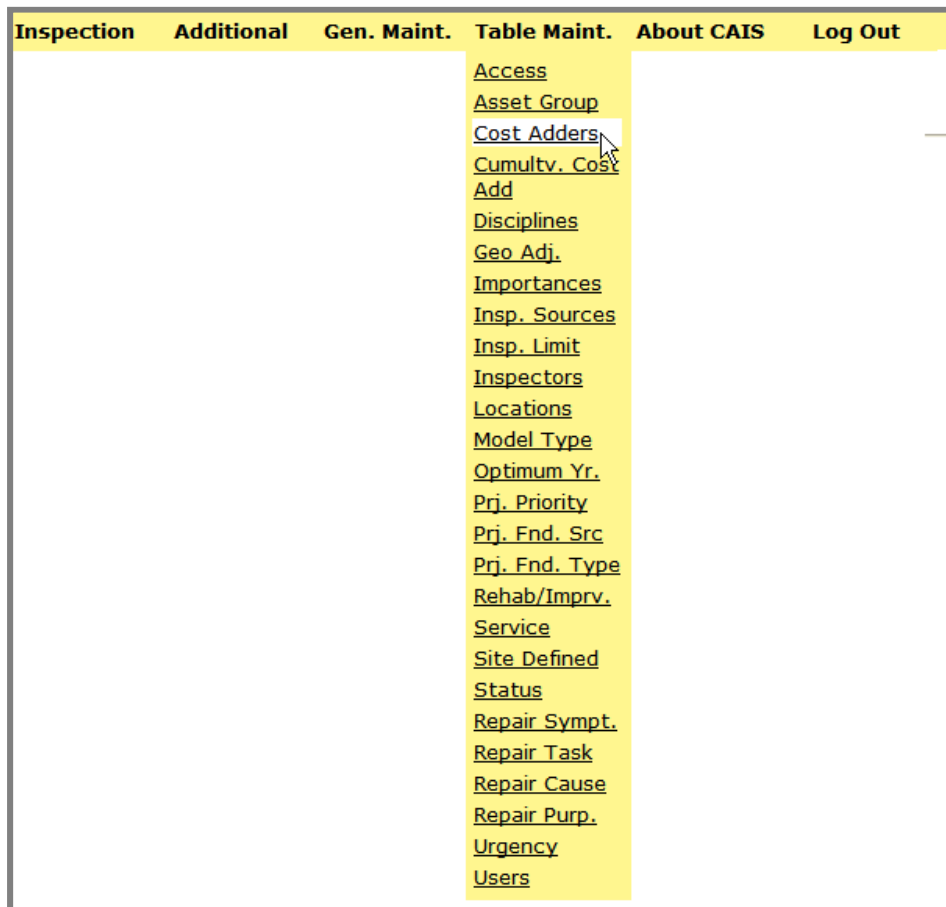 Inspection Additional Gen. Maint. Table Maint. About CAIS Log Out
Access
Asset Group
Cost Adders
Cumultv. Cost
Add
Disciplines
Geo Adj.
Importances
Insp. Sources
Insp. Limit
Inspectors
Locations
Model Type
Optimum Yr.
Prj. Priority
Prj. Fnd. Src
Prj. Fnd. Type
Rehab/Imprv.
Service
Site Defined
Status
Repair Sympt.
Repair Task
Repair Cause
Repair Purp.
Urgency
Users